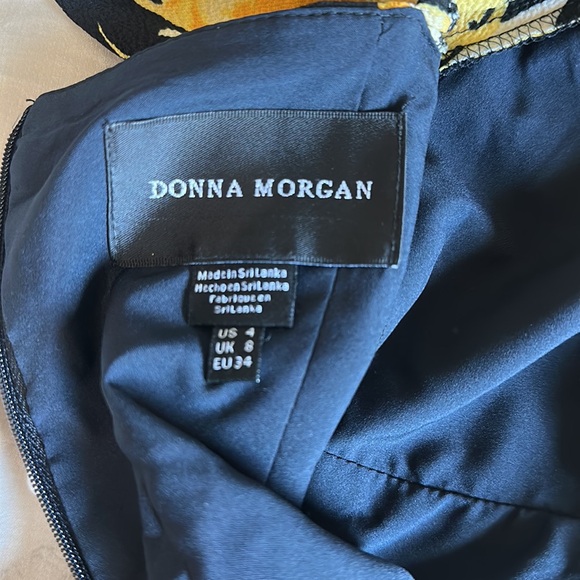 DONNA MORGAN
Made in Sri Lanka
Hecho en Sri Lanka
Fabrique en
Sri Lanka
US 4
UK 8
EU 34